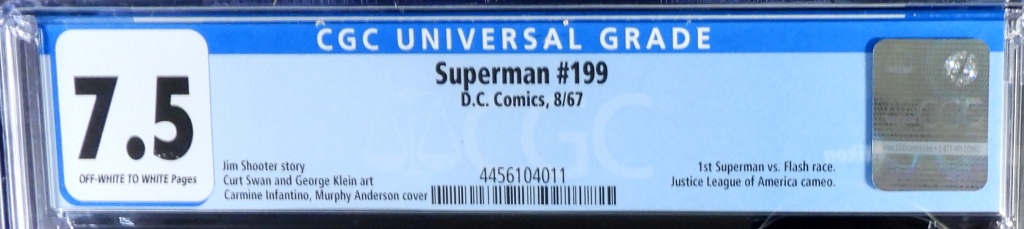 CGC UNIVERSAL GRADE
7.5
OFF-WHITE TO WHITE Pages
Superman #199
D.C. Comics, 8/67
Jim Shooter story
Curt Swan and George Klein art
Carmine Infantino, Murphy Anderson cover
4456104011
1st Superman vs. Flash race.
Justice League of America cameo.
CGC